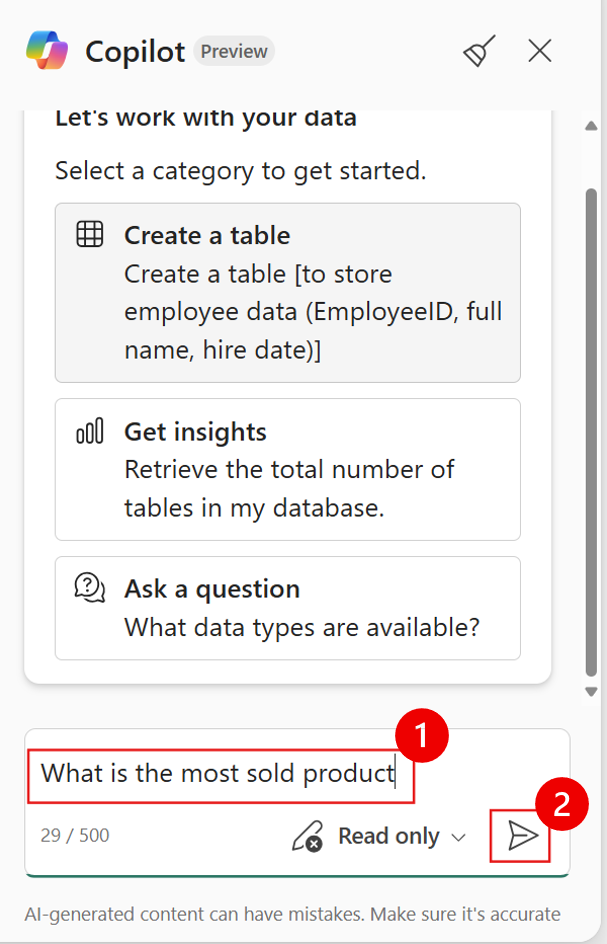 Copilot Preview
Let's work with your data
Select a category to get started.
Create a table
Create a table [to store
employee data (EmployeeID, full
name, hire date)]
Get insights
Retrieve the total number of
tables in my database.
Ask a question
What data types are available?
1
What is the most sold product
2
29 / 500 Read only
AI-generated content can have mistakes. Make sure it's accurate